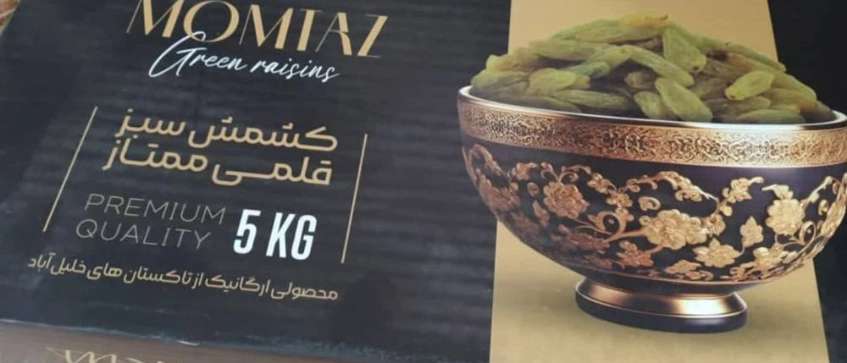 MOMTAZ
Green raisins
کشمش سبز
قلمی ممتاز
PREMIUM
QUALITY
5 KG
محصولی ارگانیک از تاکستان های خلیل آباد